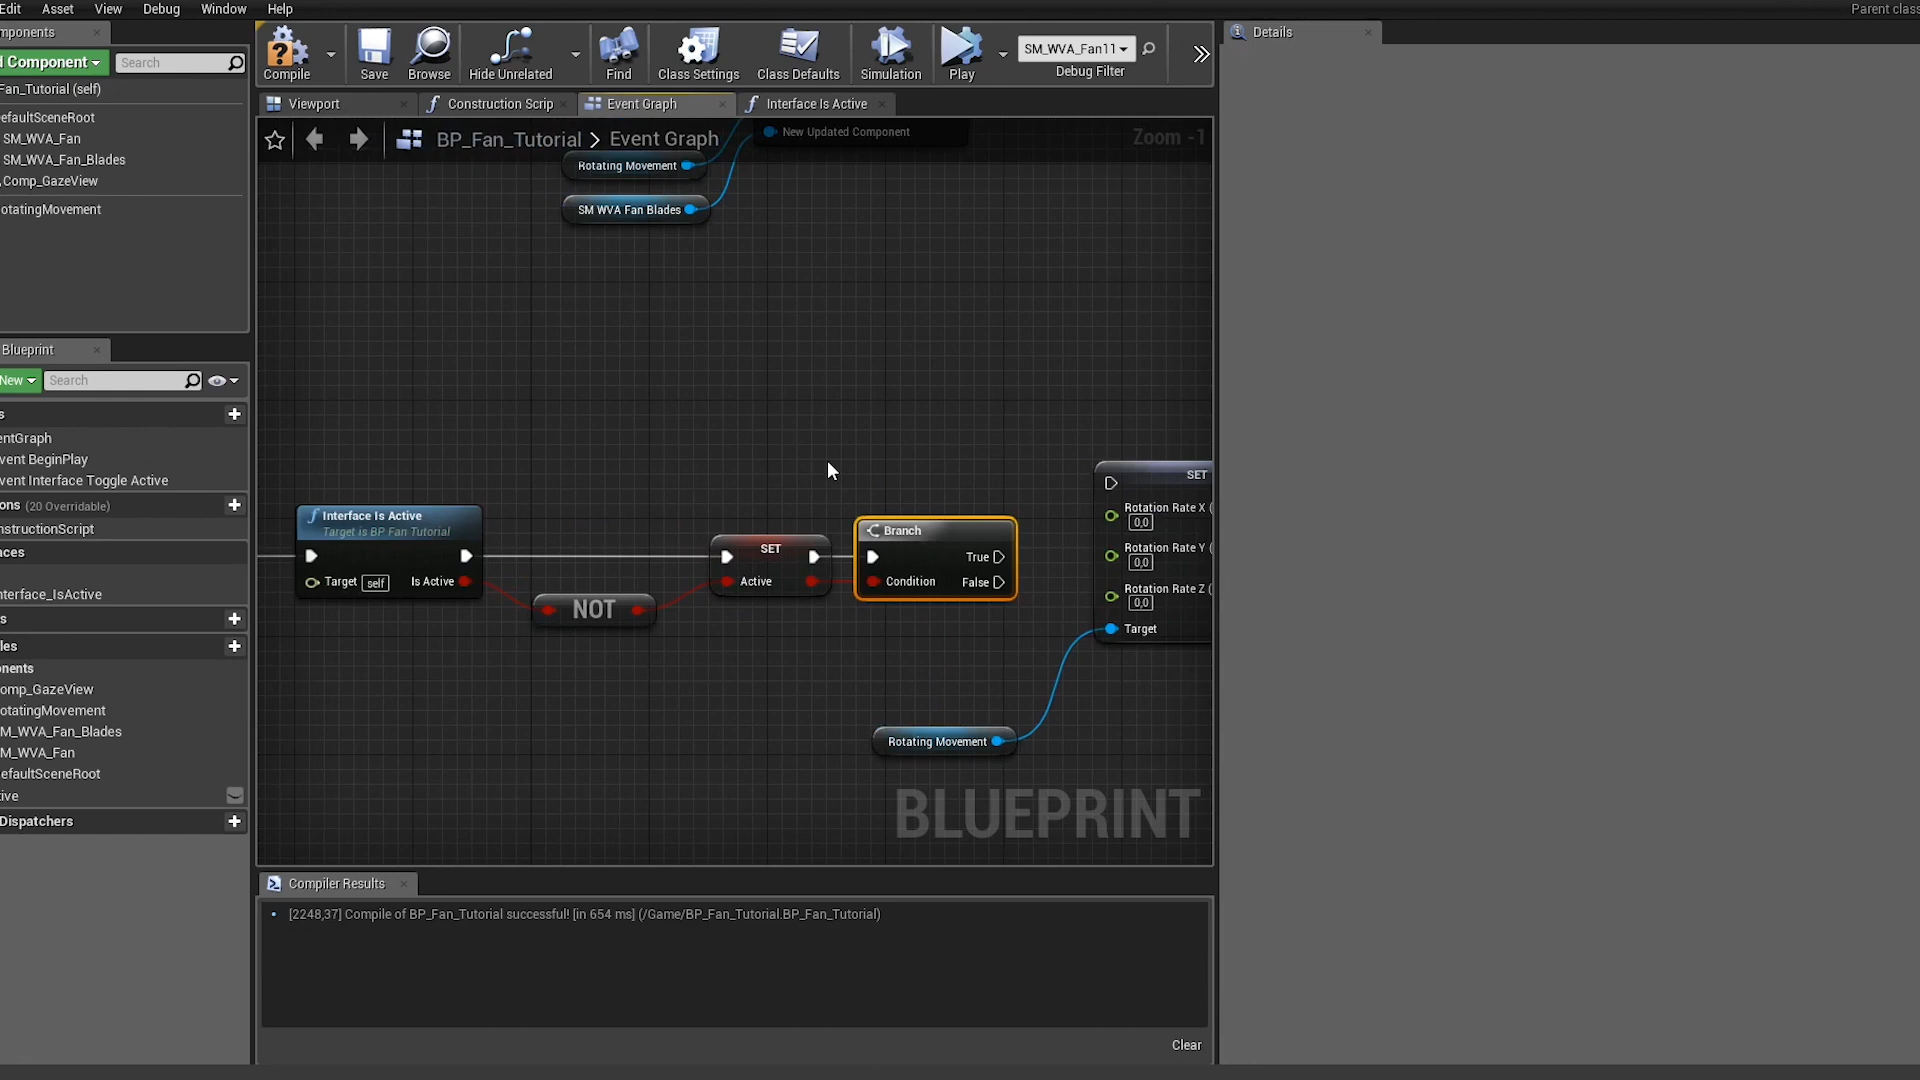 Edit Asset View Debug Window Help
Parent class
mponents
Details
d Component
Search
Compile
Save
Browse
Hide Unrelated
Find
Class Settings
Class Defaults
Simulation
Play
SM_WVA_Fan11
Debug Filter
Fan_Tutorial (self)
efaultSceneRoot
SM_WVA_Fan
SM_WVA_Fan_Blades
Comp_GazeView
otatingMovement
Viewport
Construction Scrip
Event Graph
Interface Is Active
BP_Fan_Tutorial > Event Graph
Zoom -1
New Updated Component
Rotating Movement
SM WVA Fan Blades
Blueprint
New
Search
s
entGraph
vent BeginPlay
vent Interface Toggle Active
ons (20 Overridable)
nstructionScript
aces
nterface_IsActive
s
les
onents
omp_GazeView
otatingMovement
M_WVA_Fan_Blades
M_WVA_Fan
efaultSceneRoot
tive
Dispatchers
Interface Is Active
Target is BP Fan Tutorial
Target self
Is Active
NOT
SET
Active
Branch
True
Condition
False
SET
Rotation Rate X (
0,0
Rotation Rate Y (
0,0
Rotation Rate Z (
0,0
Target
Rotating Movement
BLUEPRINT
Compiler Results
[2248,37] Compile of BP_Fan_Tutorial successful! [in 654 ms] (/Game/BP_Fan_Tutorial.BP_Fan_Tutorial)
Clear